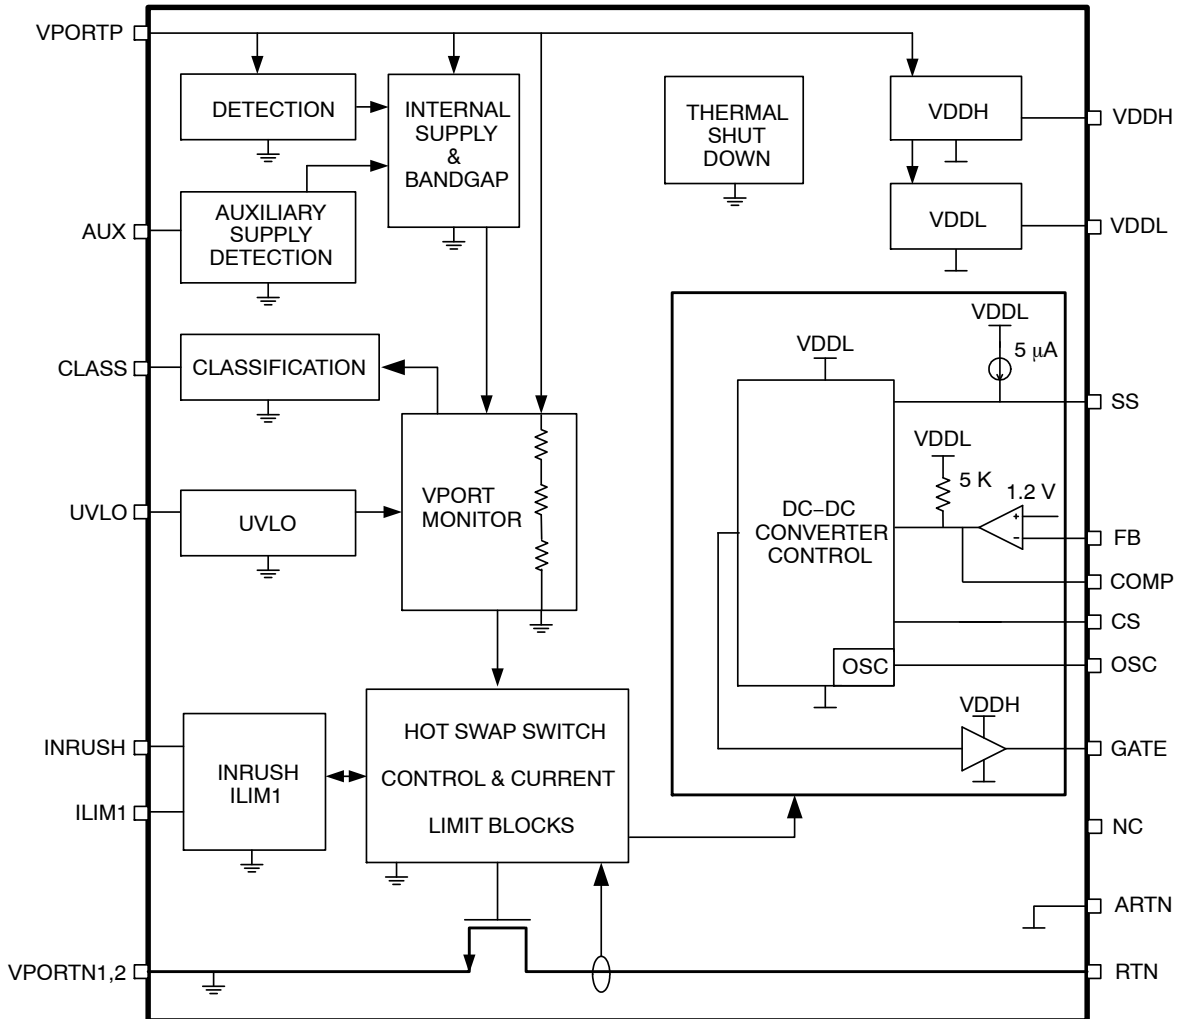 VPORTP
DETECTION
INTERNAL
SUPPLY
&
BANDGAP
THERMAL
SHUT
DOWN
VDDH
VDDH
AUX
AUXILIARY
SUPPLY
DETECTION
VDDL
VDDL
CLASS
CLASSIFICATION
VDDL
VDDL
5 μA
SS
UVLO
UVLO
VPORT
MONITOR
DC−DC
CONVERTER
CONTROL
VDDL
5 K
1.2 V
+
−
FB
COMP
CS
OSC
OSC
INRUSH
ILIM1
INRUSH
ILIM1
HOT SWAP SWITCH
CONTROL & CURRENT
LIMIT BLOCKS
VDDH
GATE
NC
ARTN
VPORTN1,2
RTN